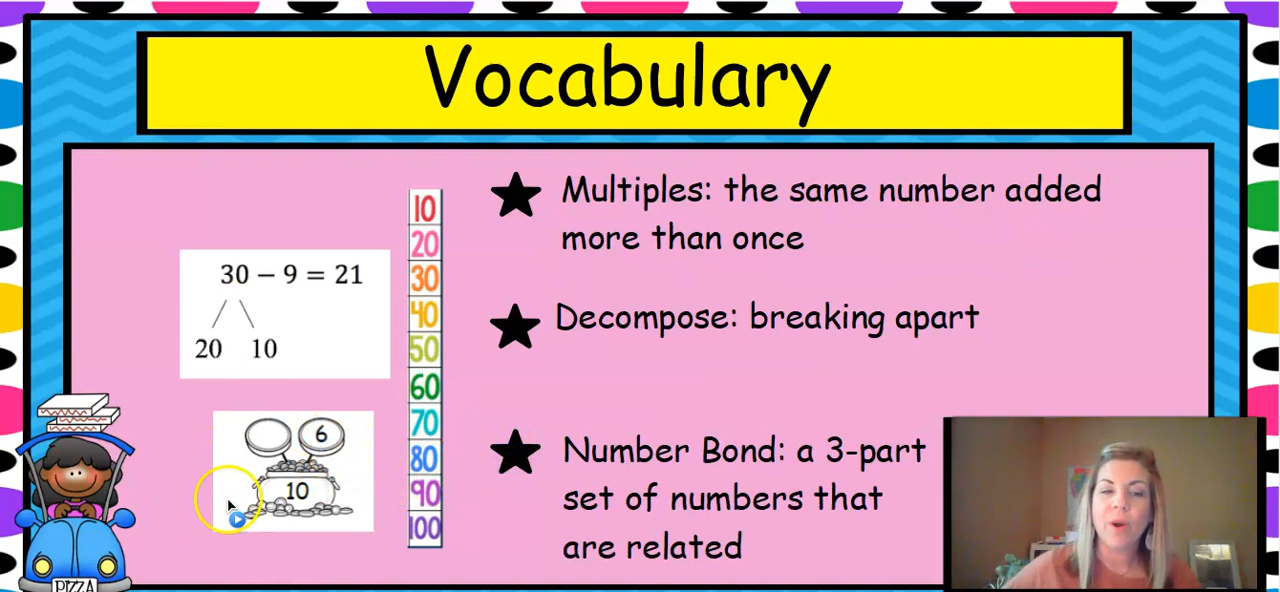 Vocabulary
30 − 9 = 21
20 10
6
10
10
20
30
40
50
60
70
80
90
100
Multiples: the same number added
more than once
Decompose: breaking apart
Number Bond: a 3-part
set of numbers that
are related
PIZZA